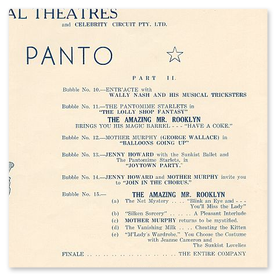 AL THEATRES
and CELEBRITY CIRCUIT PTY. LTD.
PANTO
PART II.
Bubble No. 10.—ENTR'ACTE with
WALLY NASH AND HIS MUSICAL TRICKSTERS
Bubble No. 11.—THE PANTOMIME STARLETS in
"THE LOLLY SHOP FANTASY"
THE AMAZING MR. ROOKLYN
BRINGS YOU HIS MAGIC BARREL - - - "HAVE A COKE."
Bubble No. 12.—MOTHER MURPHY (GEORGE WALLACE) in
"BALLOONS GOING UP"
Bubble No. 13.—JENNY HOWARD with the Sunkist Ballet and
The Pantomime Starlets, in
"JOYTOWN PARTY."
Bubble No. 14.—JENNY HOWARD and MOTHER MURPHY invite you
to "JOIN IN THE CHORUS."
Bubble No. 15.— THE AMAZING MR. ROOKLYN
(a) The Net Mystery . . . . "Blink an Eye and - - -
You'll Miss the Lady"
(b) "Silken Sorcery" . . . . . . A Pleasant Interlude
(c) MOTHER MURPHY returns to be mystified.
(d) The Vanishing Milk . . . Cheating the Kitten
(e) "M'Lady's Wardrobe." You Choose the Costume
with Jeanne Cameron and
The Sunkist Lovelies
FINALE . . . . . . . . . . . . . . . THE ENTIRE COMPANY